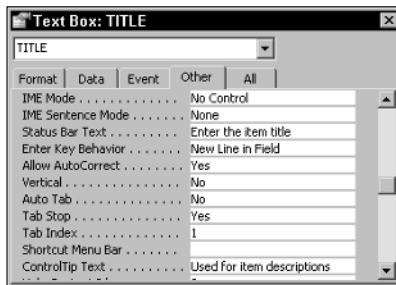 Text Box: TITLE
TITLE
Format Data Event Other All
IME Mode . . . . . . . . . . . . . No Control
IME Sentence Mode . . . . . None
Status Bar Text . . . . . . . . . Enter the item title
Enter Key Behavior . . . . . . . New Line in Field
Allow AutoCorrect . . . . . . . . Yes
Vertical . . . . . . . . . . . . . . . No
Auto Tab . . . . . . . . . . . . . . No
Tab Stop . . . . . . . . . . . . . . Yes
Tab Index . . . . . . . . . . . . . 1
Shortcut Menu Bar . . . . . . .
ControlTip Text . . . . . . . . . Used for item descriptions